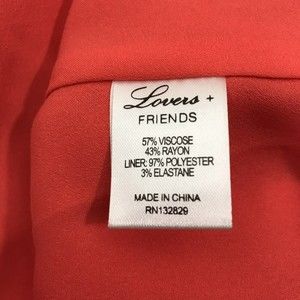 Lovers +
FRIENDS
57% VISCOSE
43% RAYON
LINER: 97% POLYESTER
3% ELASTANE
MADE IN CHINA
RN132829